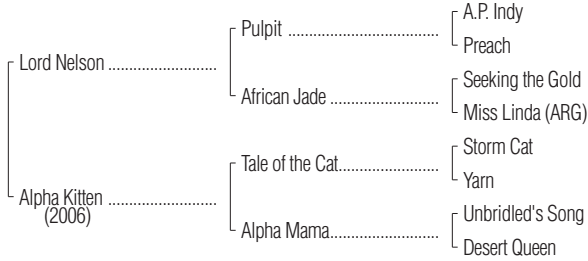 A.P. Indy
Pulpit ..........................................
Preach
Lord Nelson ..............................
Seeking the Gold
African Jade ..............................
Miss Linda (ARG)
Storm Cat
Tale of the Cat............................
Yarn
Alpha Kitten ..............................
(2006)
Unbridled's Song
Alpha Mama..............................
Desert Queen